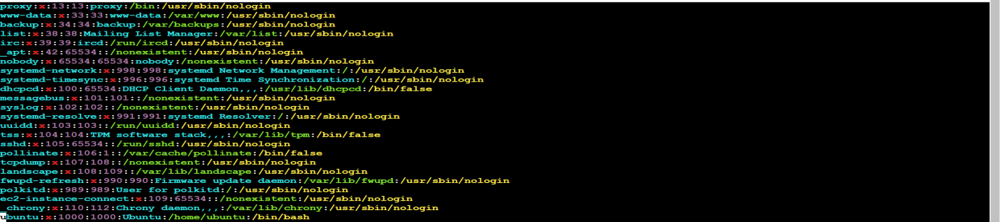 proxy:x:13:13:proxy:/bin:/usr/sbin/nologin
www-data:x:33:33:www-data:/var/www:/usr/sbin/nologin
backup:x:34:34:backup:/var/backups:/usr/sbin/nologin
list:x:38:38:Mailing List Manager:/var/list:/usr/sbin/nologin
irc:x:39:39:ircd:/run/ircd:/usr/sbin/nologin
_apt:x:42:65534::/nonexistent:/usr/sbin/nologin
nobody:x:65534:65534:nobody:/nonexistent:/usr/sbin/nologin
systemd-network:x:998:998:systemd Network Management:/:/usr/sbin/nologin
systemd-timesync:x:996:996:systemd Time Synchronization:/:/usr/sbin/nologin
dhcpcd:x:100:65534:DHCP Client Daemon,,,:/usr/lib/dhcpcd:/bin/false
messagebus:x:101:101::/nonexistent:/usr/sbin/nologin
syslog:x:102:102::/nonexistent:/usr/sbin/nologin
systemd-resolve:x:991:991:systemd Resolver:/:/usr/sbin/nologin
uuidd:x:103:103::/run/uuidd:/usr/sbin/nologin
tss:x:104:104:TPM software stack,,,:/var/lib/tpm:/bin/false
sshd:x:105:65534::/run/sshd:/usr/sbin/nologin
pollinate:x:106:1::/var/cache/pollinate:/bin/false
tcpdump:x:107:108::/nonexistent:/usr/sbin/nologin
landscape:x:108:109::/var/lib/landscape:/usr/sbin/nologin
fwupd-refresh:x:990:990:Firmware update daemon:/var/lib/fwupd:/usr/sbin/nologin
polkitd:x:989:989:User for polkitd:/:/usr/sbin/nologin
ec2-instance-connect:x:109:65534::/nonexistent:/usr/sbin/nologin
_chrony:x:110:112:Chrony daemon,,,:/var/lib/chrony:/usr/sbin/nologin
ubuntu:x:1000:1000:Ubuntu:/home/ubuntu:/bin/bash